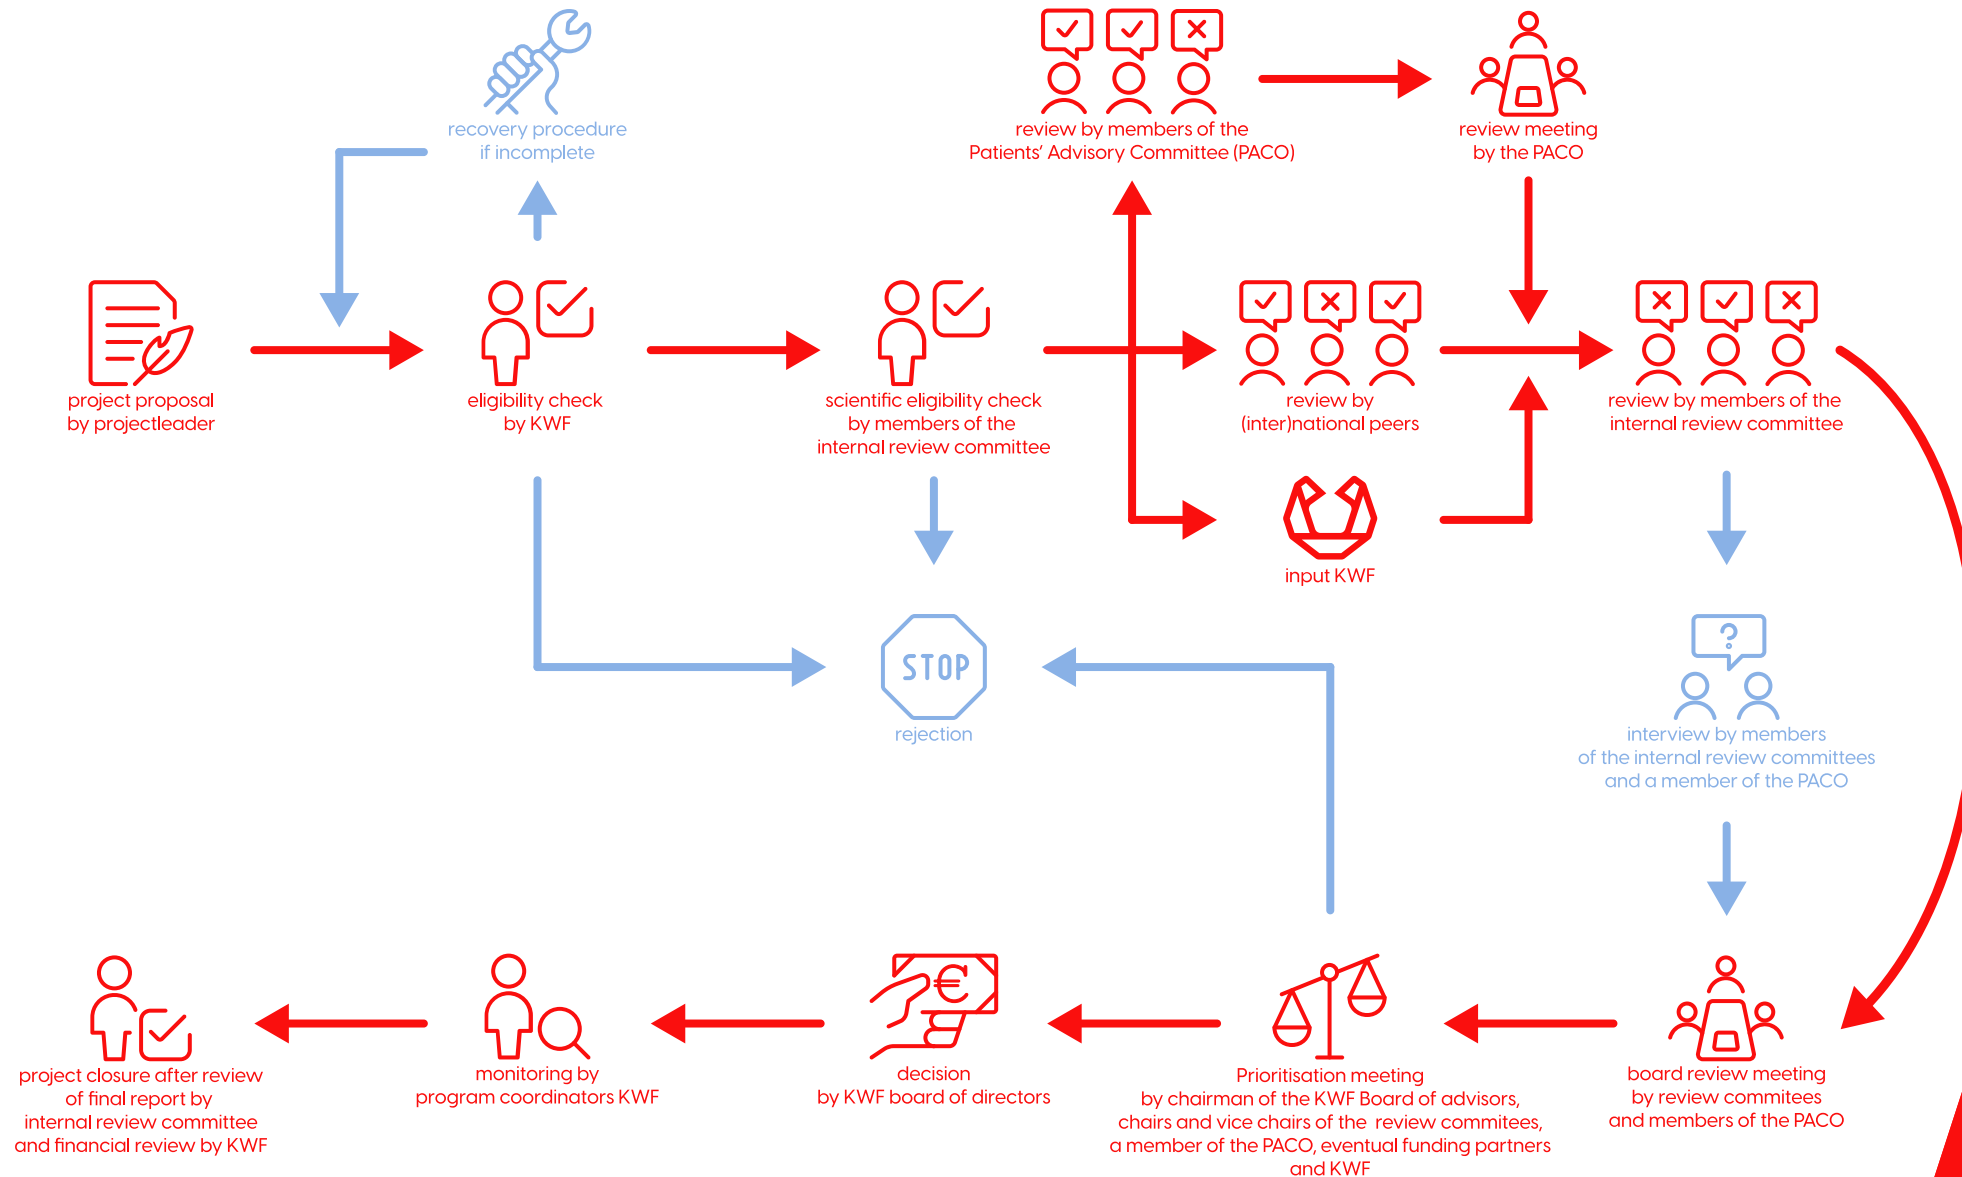 recovery procedure
if incomplete
review by members of the
Patients' Advisory Committee (PACO)
review meeting
by the PACO
project proposal
by projectleader
eligibility check
by KWF
scientific eligibility check
by members of the
internal review committee
review by
(inter)national peers
review by members of the
internal review committee
input KWF
STOP
rejection
?
interview by members
of the internal review committees
and a member of the PACO
€
project closure after review
of final report by
internal review committee
and financial review by KWF
monitoring by
program coordinators KWF
decision
by KWF board of directors
Prioritisation meeting
by chairman of the KWF Board of advisors,
chairs and vice chairs of the review commitees,
a member of the PACO, eventual funding partners
and KWF
board review meeting
by review commitees
and members of the PACO